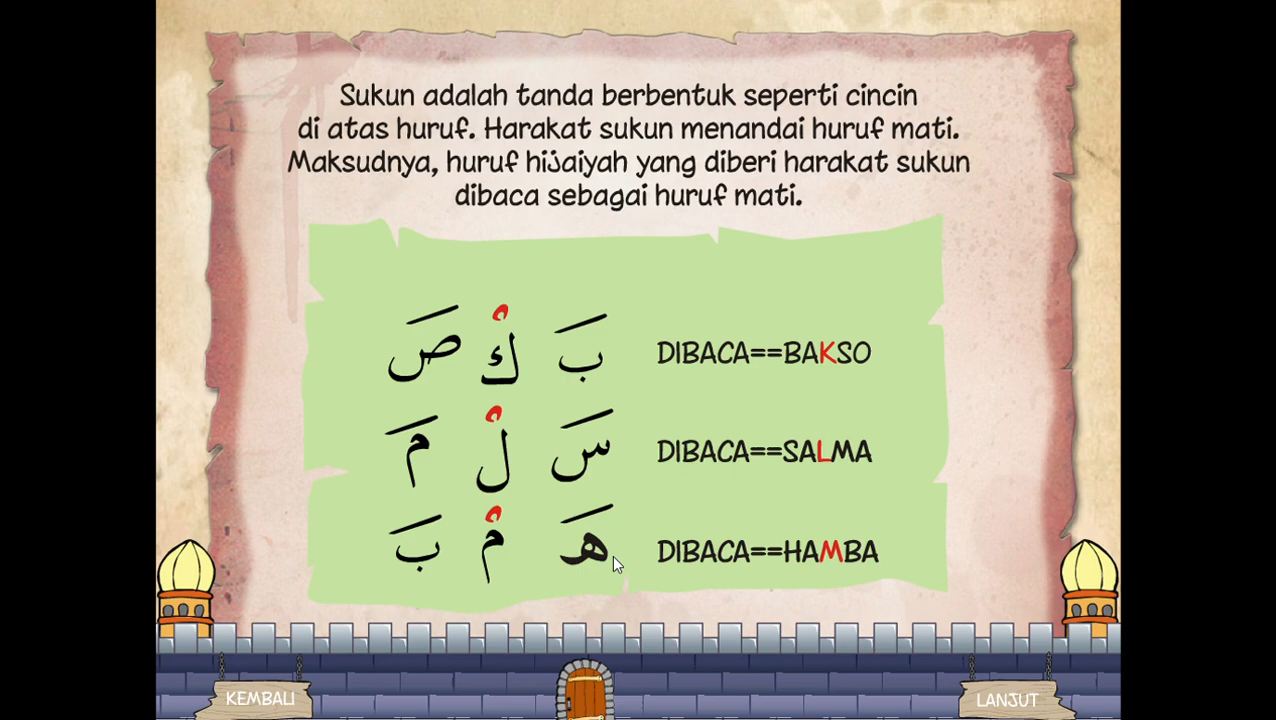 Sukun adalah tanda berbentuk seperti cincin
di atas huruf. Harakat sukun menandai huruf mati.
Maksudnya, huruf hijaiyah yang diberi harakat sukun
dibaca sebagai huruf mati.
بَ كْ صَ DIBACA==BAKSO
سَ لْ مَ DIBACA==SALMA
هَ مْ بَ DIBACA==HAMBA
KEMBALI
LANJUT